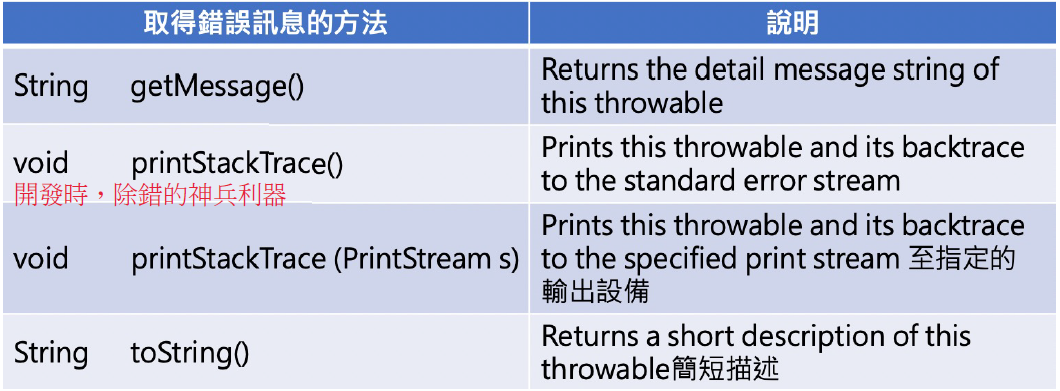 取得錯誤訊息的方法 說明
String getMessage() Returns the detail message string of
this throwable
void printStackTrace() Prints this throwable and its backtrace
開發時，除錯的神兵利器 to the standard error stream
Prints this throwable and its backtrace
void printStackTrace (PrintStream s) to the specified print stream 至指定的
輸出設備
String toString() Returns a short description of this
throwable簡短描述